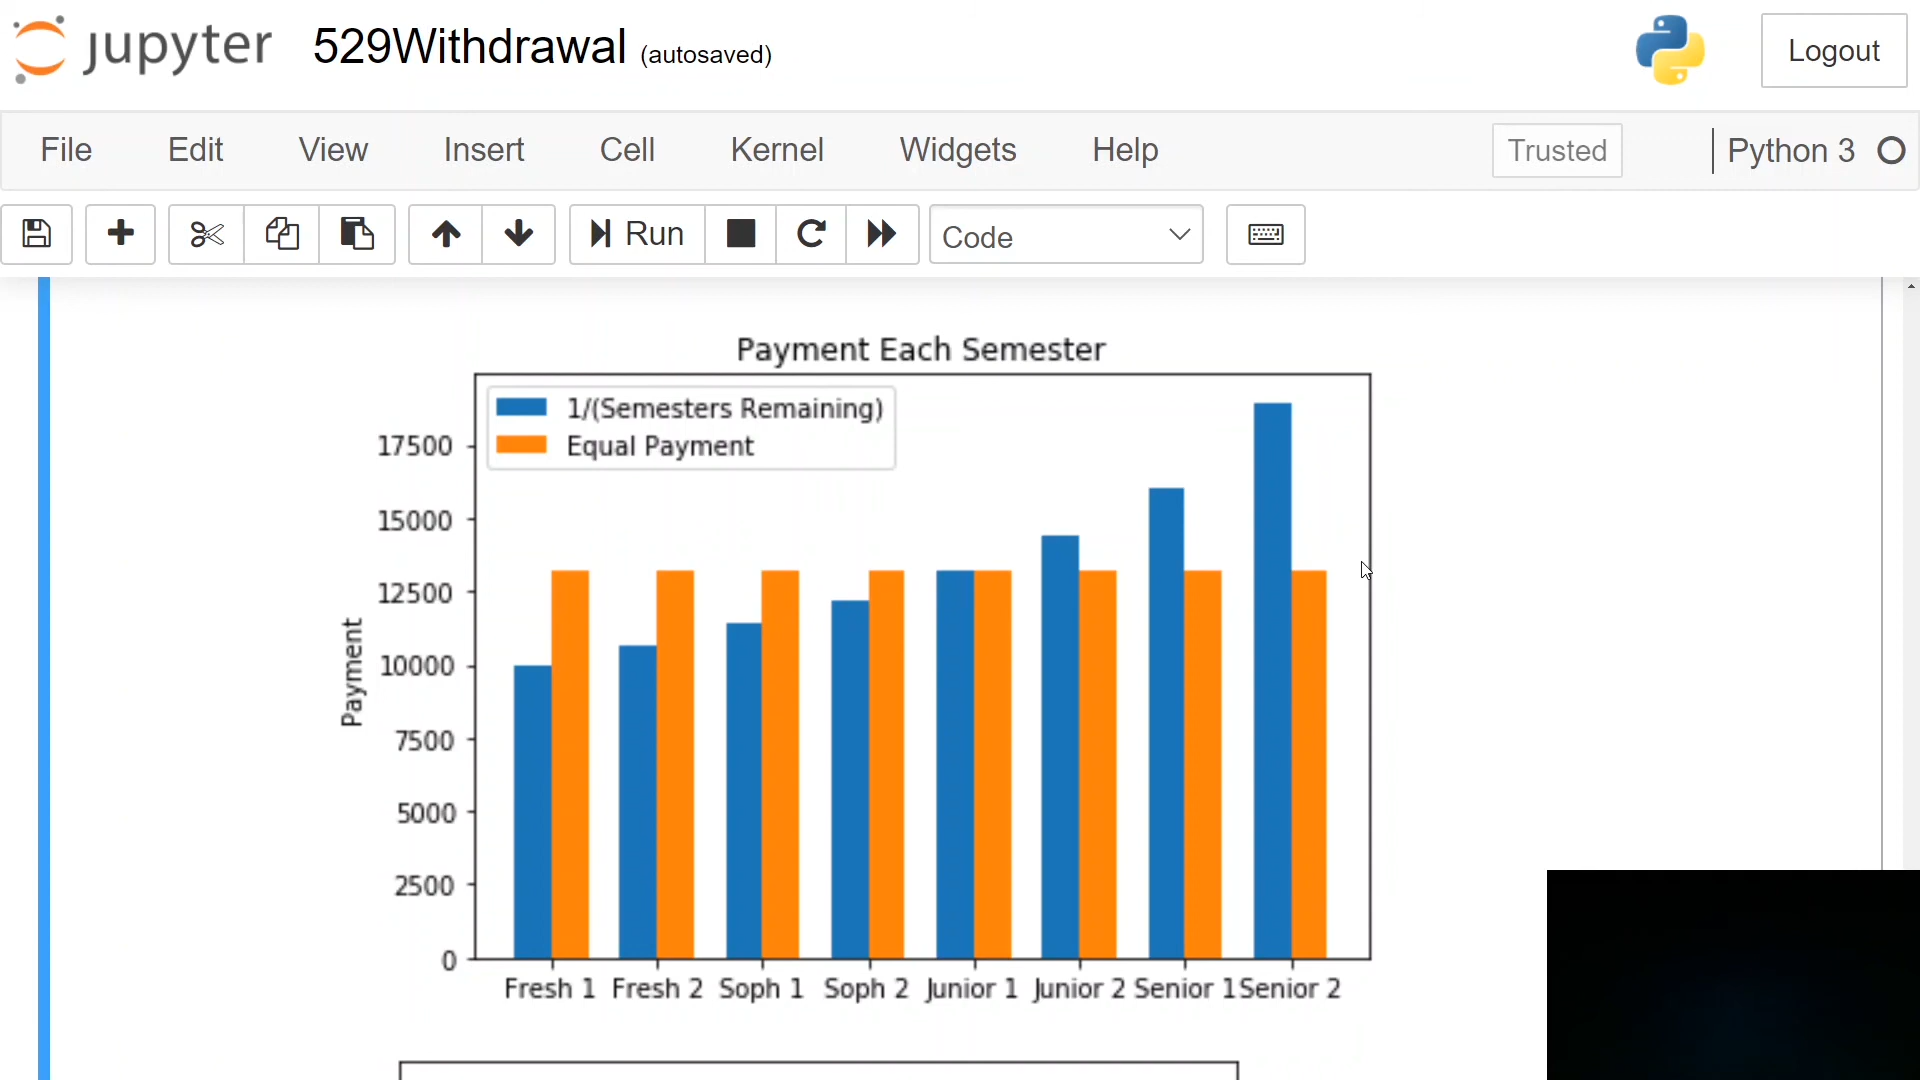 jupyter 529Withdrawal (autosaved) Logout
File Edit View Insert Cell Kernel Widgets Help Trusted Python 3
Run Code
Payment Each Semester
1/(Semesters Remaining)
Equal Payment
17500
15000
12500
10000
7500
5000
2500
0
Payment
Fresh 1 Fresh 2 Soph 1 Soph 2 Junior 1 Junior 2 Senior 1 Senior 2